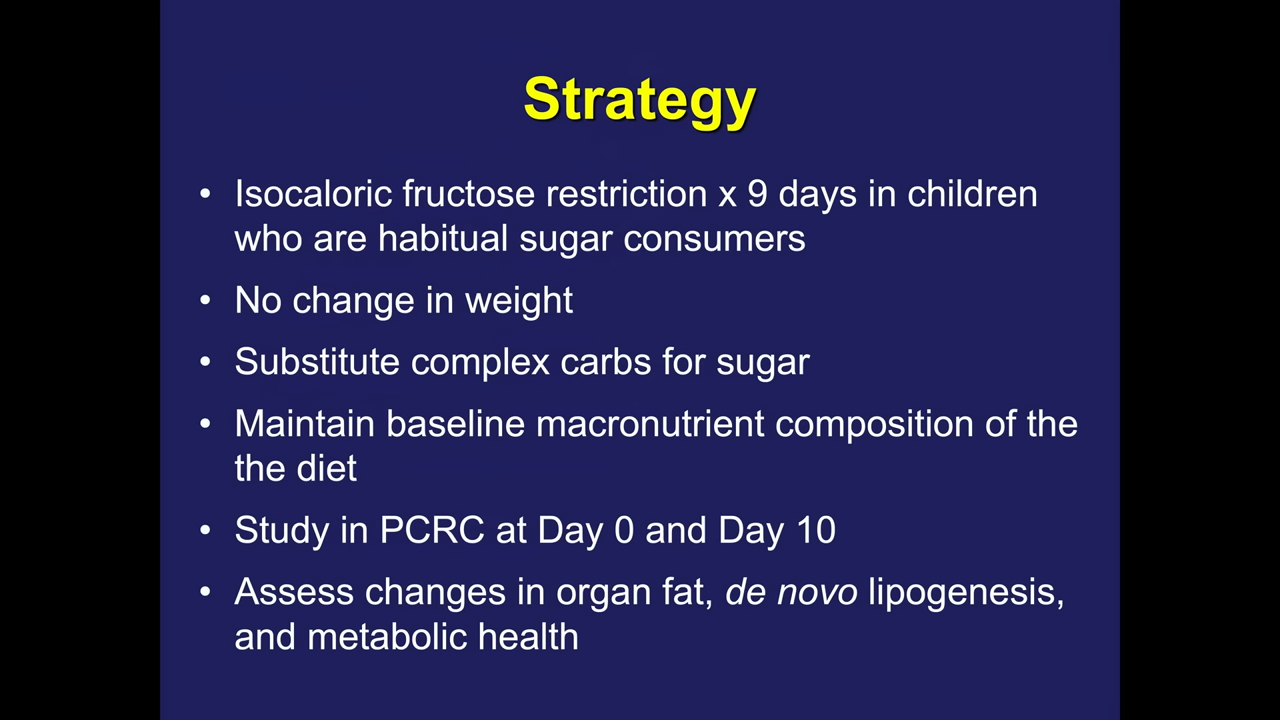 Strategy
• Isocaloric fructose restriction x 9 days in children
who are habitual sugar consumers
• No change in weight
• Substitute complex carbs for sugar
• Maintain baseline macronutrient composition of the
the diet
• Study in PCRC at Day 0 and Day 10
• Assess changes in organ fat, de novo lipogenesis,
and metabolic health